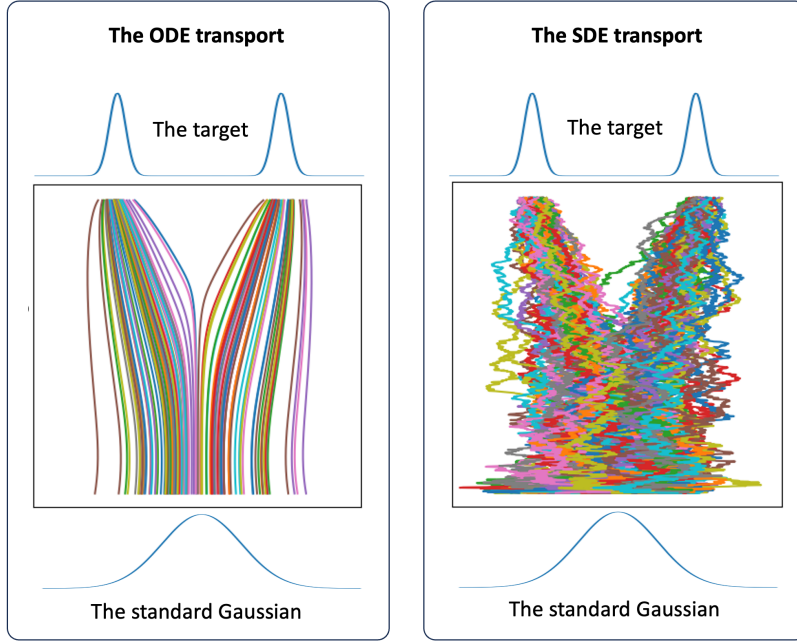 The ODE transport
The target
The standard Gaussian
The SDE transport
The target
The standard Gaussian